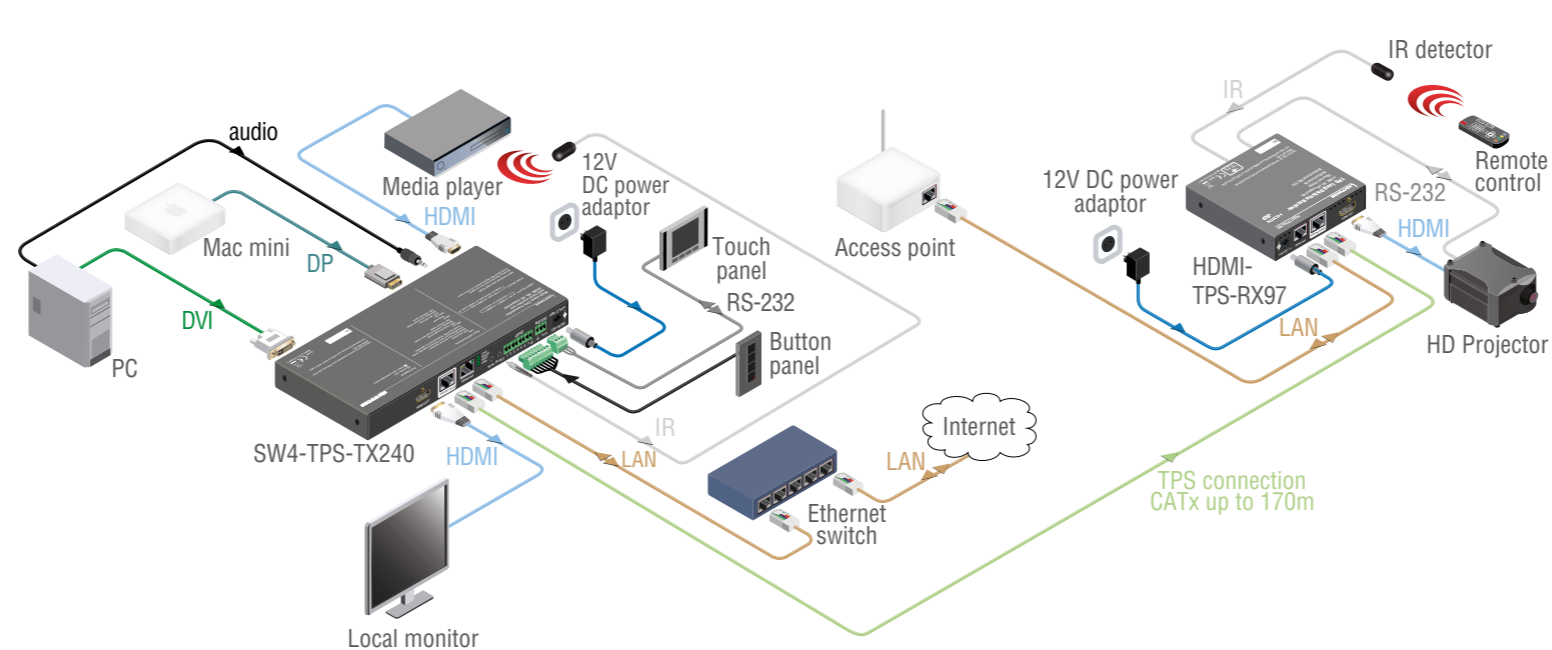 IR detector
IR
audio
Media player
12V
DC power
adaptor
HDMI
Mac mini
DP
Touch
panel
RS-232
Access point
12V DC power
adaptor
Remote
control
RS-232
HDMI
HDMI-
TPS-RX97
LAN
HD Projector
DVI
PC
Button
panel
SW4-TPS-TX240
HDMI
IR
LAN
Internet
LAN
Ethernet
switch
TPS connection
CATx up to 170m
Local monitor